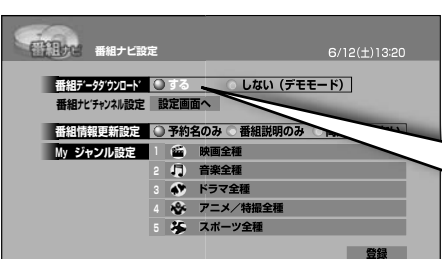 番組ナビ 番組ナビ設定 6/12(土)13:20
番組データダウンロード する しない（デモモード）
番組ナビチャンネル設定 設定画面へ
番組情報更新設定 予約名のみ 番組説明のみ
My ジャンル設定 1 映画全種
2 音楽全種
3 ドラマ全種
4 アニメ／特撮全種
5 スポーツ全種
登録